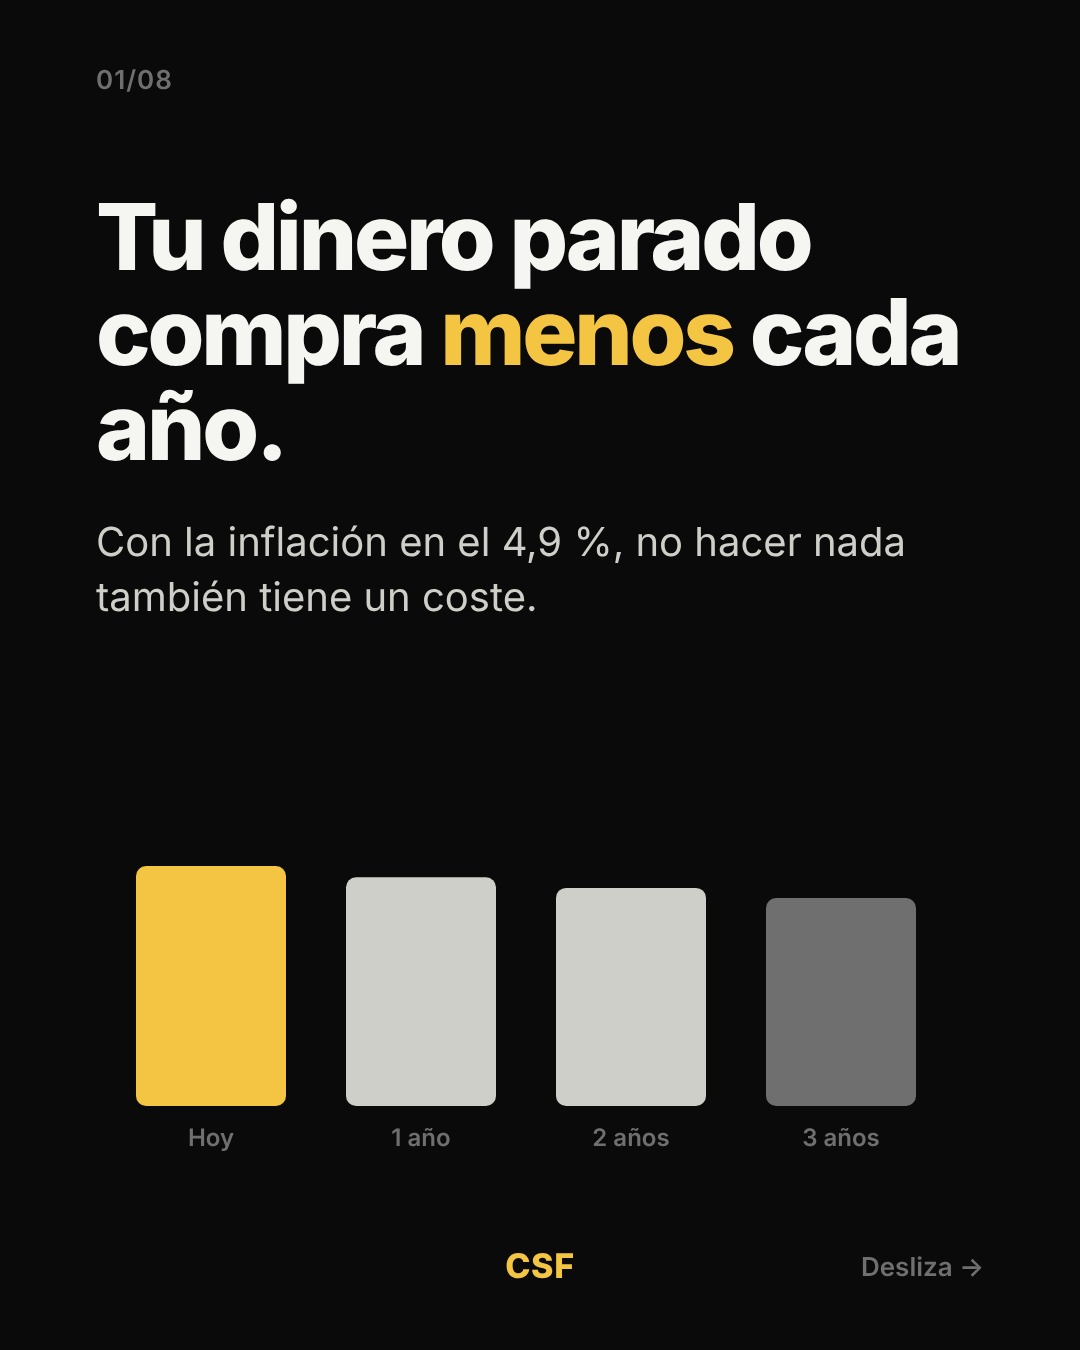 01/08
Tu dinero parado
compra menos cada
año.
Con la inflación en el 4,9 %, no hacer nada
también tiene un coste.
Hoy
1 año
2 años
3 años
CSF
Desliza →